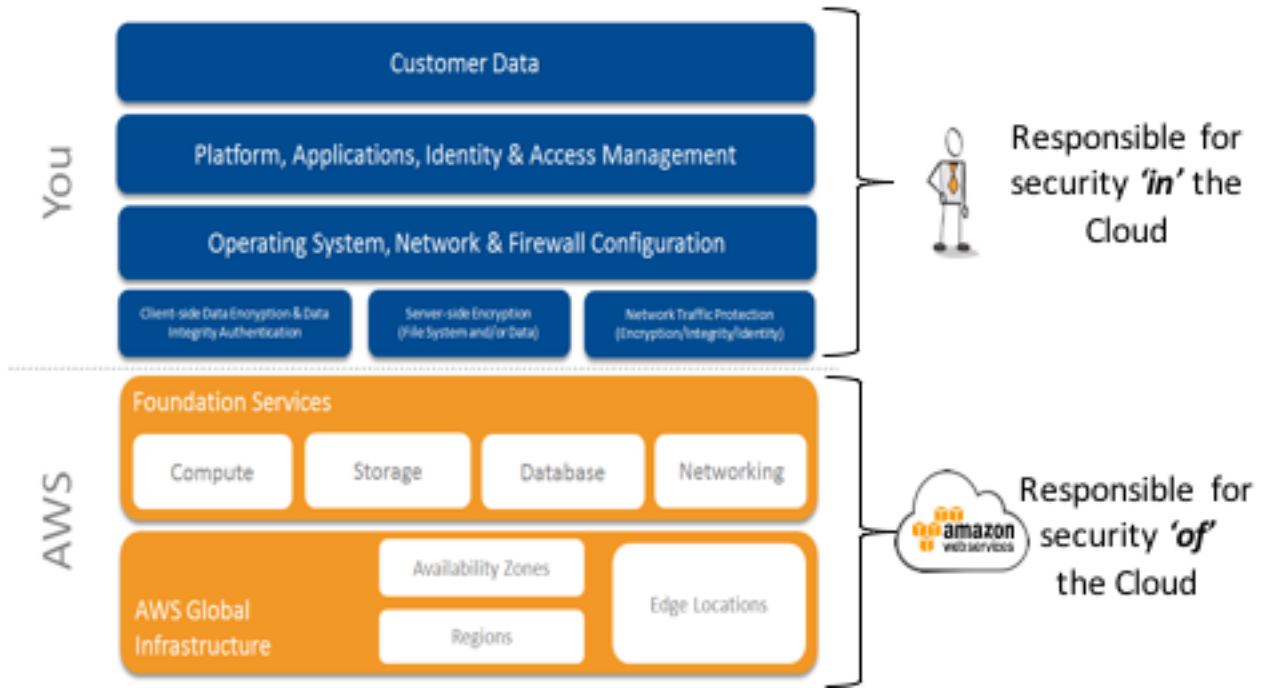 You
Customer Data
Platform, Applications, Identity & Access Management
Operating System, Network & Firewall Configuration
Client-side Data Encryption & Data
Integrity Authentication
Server-side Encryption
(File System and/or Data)
Network Traffic Protection
(Encryption/Integrity/Identity)
Responsible for
security ‘in’ the
Cloud
AWS
Foundation Services
Compute
Storage
Database
Networking
AWS Global
Infrastructure
Availability Zones
Regions
Edge Locations
amazon
webservices
Responsible for
security ‘of’
the Cloud